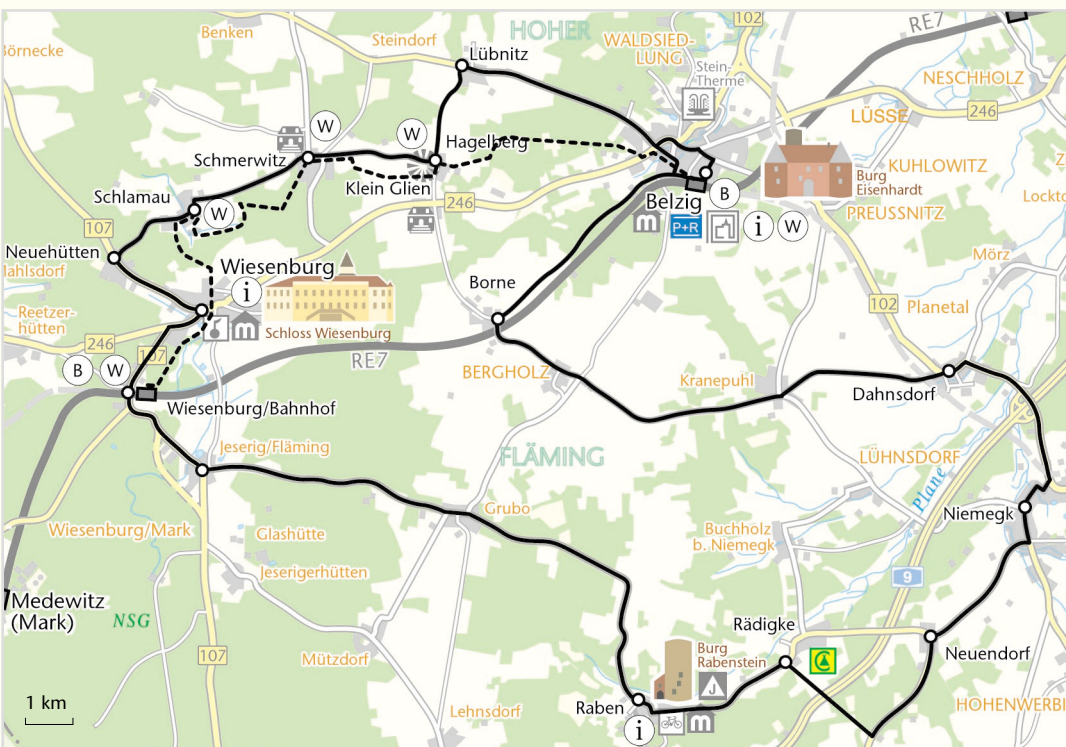 Benken
Steindorf
HOHER
102
WALDSIED-
LUNG
RE7
Börnecke
Lübnitz
Stein-
Therme
NESCHHOLZ
246
LÜSSE
W
W
Hagelberg
Schmerwitz
Klein Glien
KUHLOWITZ
Burg
Eisenhardt
Schlamau
W
246
Belzig
B
PREUSSNITZ
P+R
i
W
107
Neuehütten
Mörz
Wiesenburg
i
Borne
102
Planetal
Reetzer-
hütten
Schloss Wiesenburg
246
107
RE7
BERGHOLZ
Kranepuhl
Dahnsdorf
B
W
Wiesenburg/Bahnhof
Jeserig/Fläming
FLÄMING
LÜHNSDORF
Plane
Niemegk
Grubo
Wiesenburg/Mark
Glashütte
Buchholz
b. Niemegk
Jeserigerhütten
9
Medewitz
(Mark)
NSG
Rädigke
107
Mützdorf
Burg
Rabenstein
J
C
Neuendorf
1 km
Lehnsdorf
Raben
i
HOHENWERBI